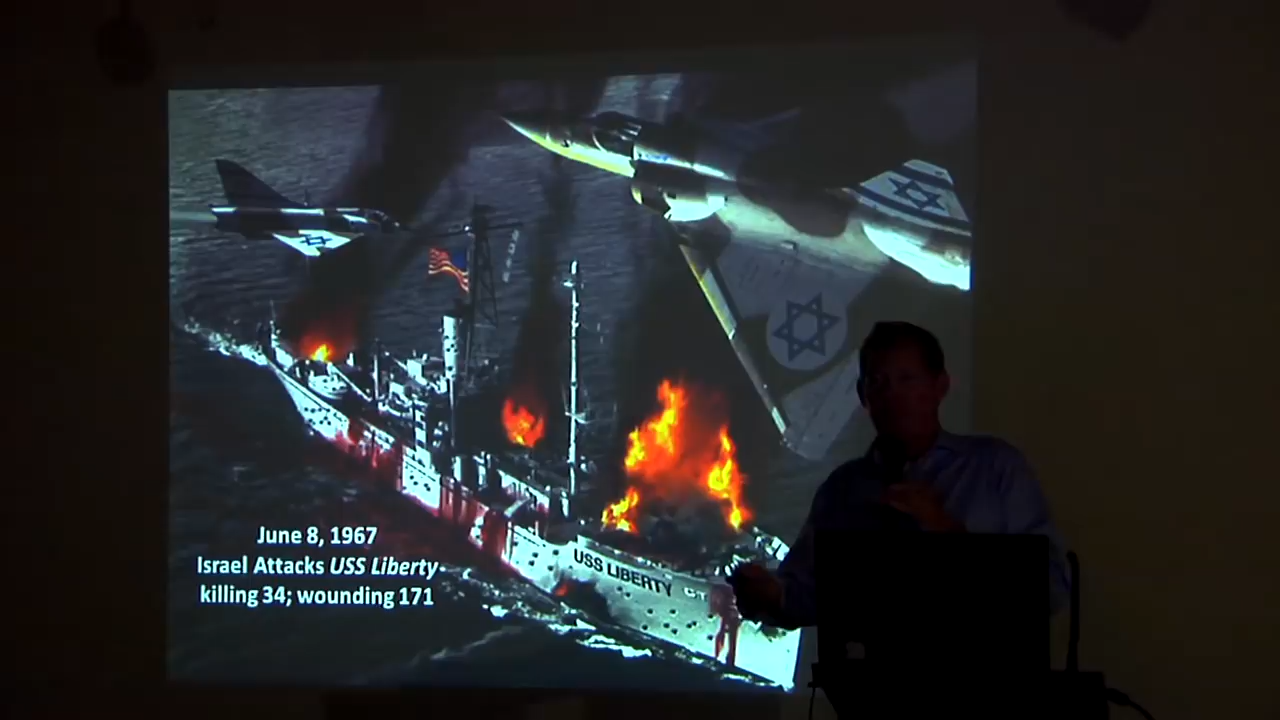 June 8, 1967
Israel Attacks USS Liberty-
killing 34; wounding 171
USS LIBERTY